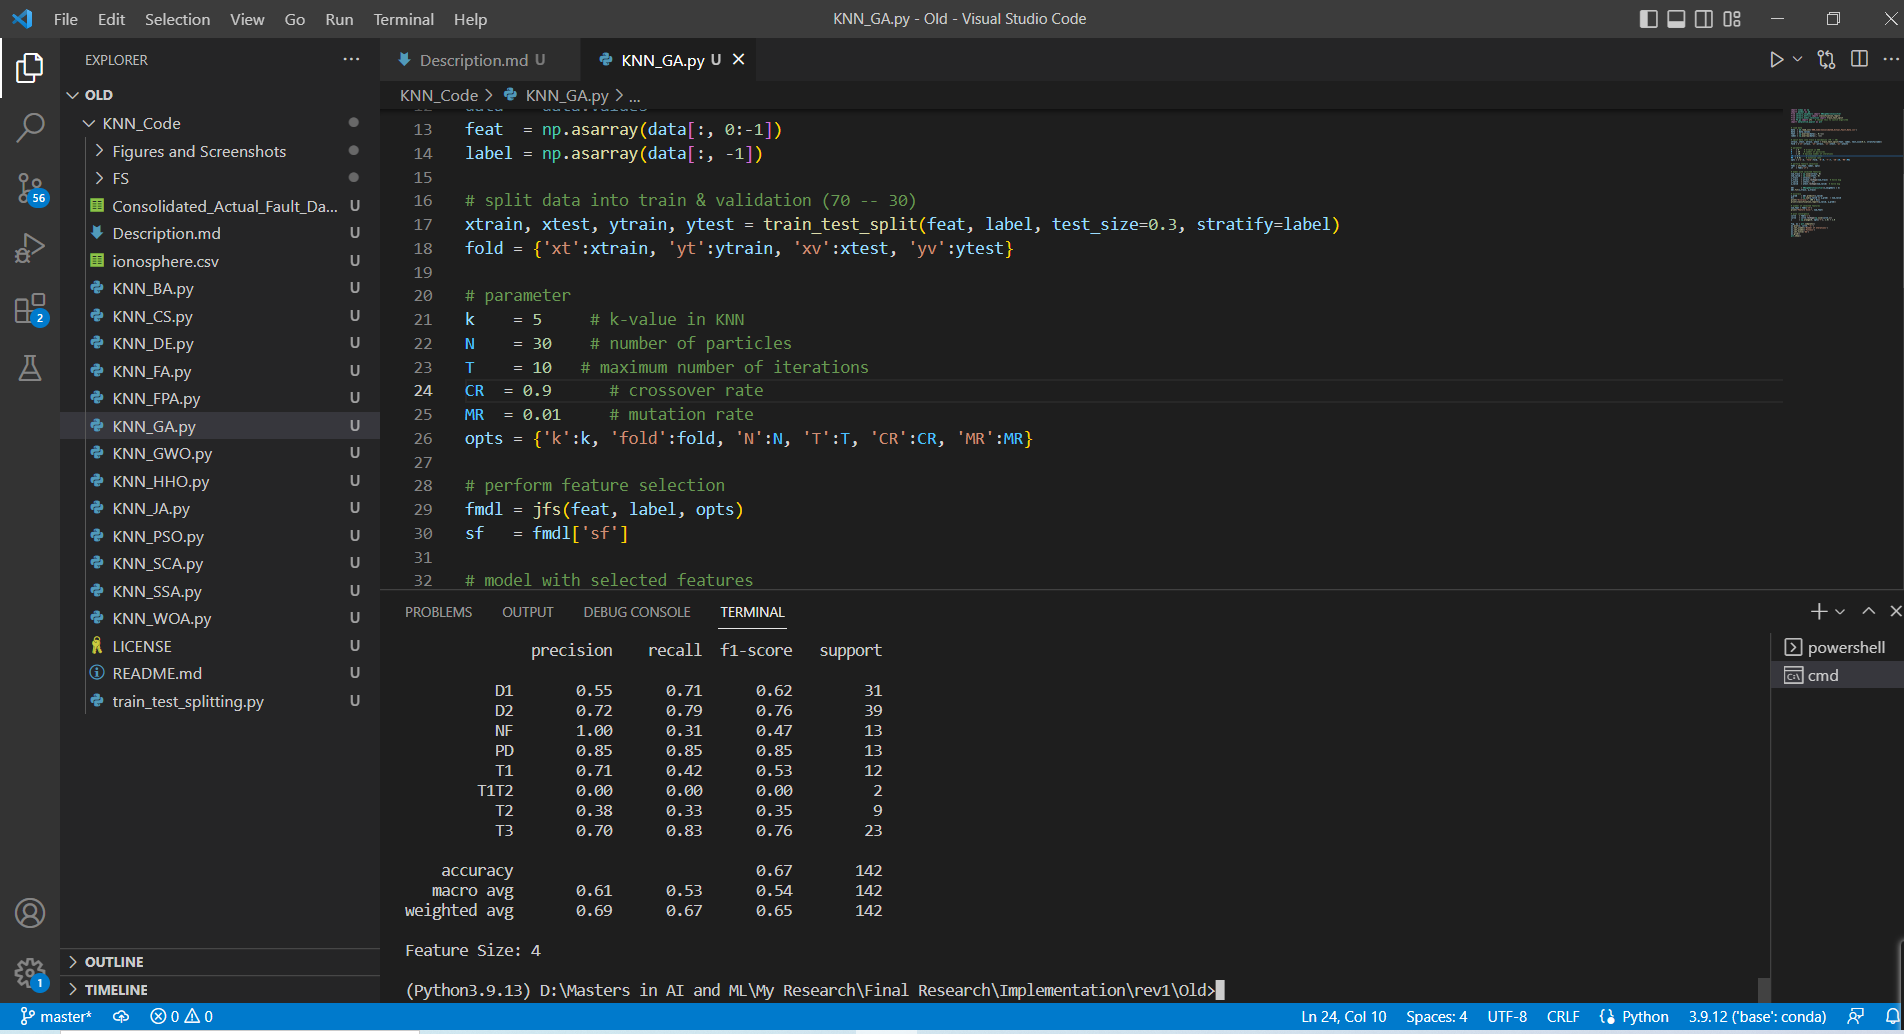 File Edit Selection View Go Run Terminal Help
KNN_GA.py - Old - Visual Studio Code
EXPLORER
OLD
KNN_Code
Figures and Screenshots
FS
Consolidated_Actual_Fault_Da... U
Description.md U
ionosphere.csv U
KNN_BA.py U
KNN_CS.py U
KNN_DE.py U
KNN_FA.py U
KNN_FPA.py U
KNN_GA.py U
KNN_GWO.py U
KNN_HHO.py U
KNN_JA.py U
KNN_PSO.py U
KNN_SCA.py U
KNN_SSA.py U
KNN_WOA.py U
LICENSE U
README.md U
train_test_splitting.py U
OUTLINE
TIMELINE
56
2
1
Description.md U
KNN_GA.py U
KNN_Code > KNN_GA.py > ...
13 feat  = np.asarray(data[:, 0:-1])
14 label = np.asarray(data[:, -1])
15
16 # split data into train & validation (70 -- 30)
17 xtrain, xtest, ytrain, ytest = train_test_split(feat, label, test_size=0.3, stratify=label)
18 fold = {'xt':xtrain, 'yt':ytrain, 'xv':xtest, 'yv':ytest}
19
20 # parameter
21 k    = 5     # k-value in KNN
22 N    = 30    # number of particles
23 T    = 10   # maximum number of iterations
24 CR  = 0.9      # crossover rate
25 MR  = 0.01     # mutation rate
26 opts = {'k':k, 'fold':fold, 'N':N, 'T':T, 'CR':CR, 'MR':MR}
27
28 # perform feature selection
29 fmdl = jfs(feat, label, opts)
30 sf   = fmdl['sf']
31
32 # model with selected features
PROBLEMS OUTPUT DEBUG CONSOLE TERMINAL
powershell
cmd
precision recall f1-score support
D1 0.55 0.71 0.62 31
D2 0.72 0.79 0.76 39
NF 1.00 0.31 0.47 13
PD 0.85 0.85 0.85 13
T1 0.71 0.42 0.53 12
T1T2 0.00 0.00 0.00 2
T2 0.38 0.33 0.35 9
T3 0.70 0.83 0.76 23
accuracy 0.67 142
macro avg 0.61 0.53 0.54 142
weighted avg 0.69 0.67 0.65 142
Feature Size: 4
(Python3.9.13) D:\Masters in AI and ML\My Research\Final Research\Implementation\rev1\Old>
master* 0 0 Ln 24, Col 10 Spaces: 4 UTF-8 CRLF Python 3.9.12 ('base': conda)